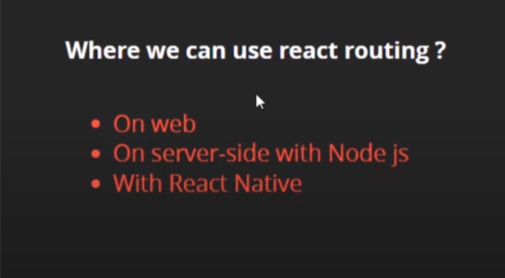 Where we can use react routing ?
On web
On server-side with Node js
With React Native